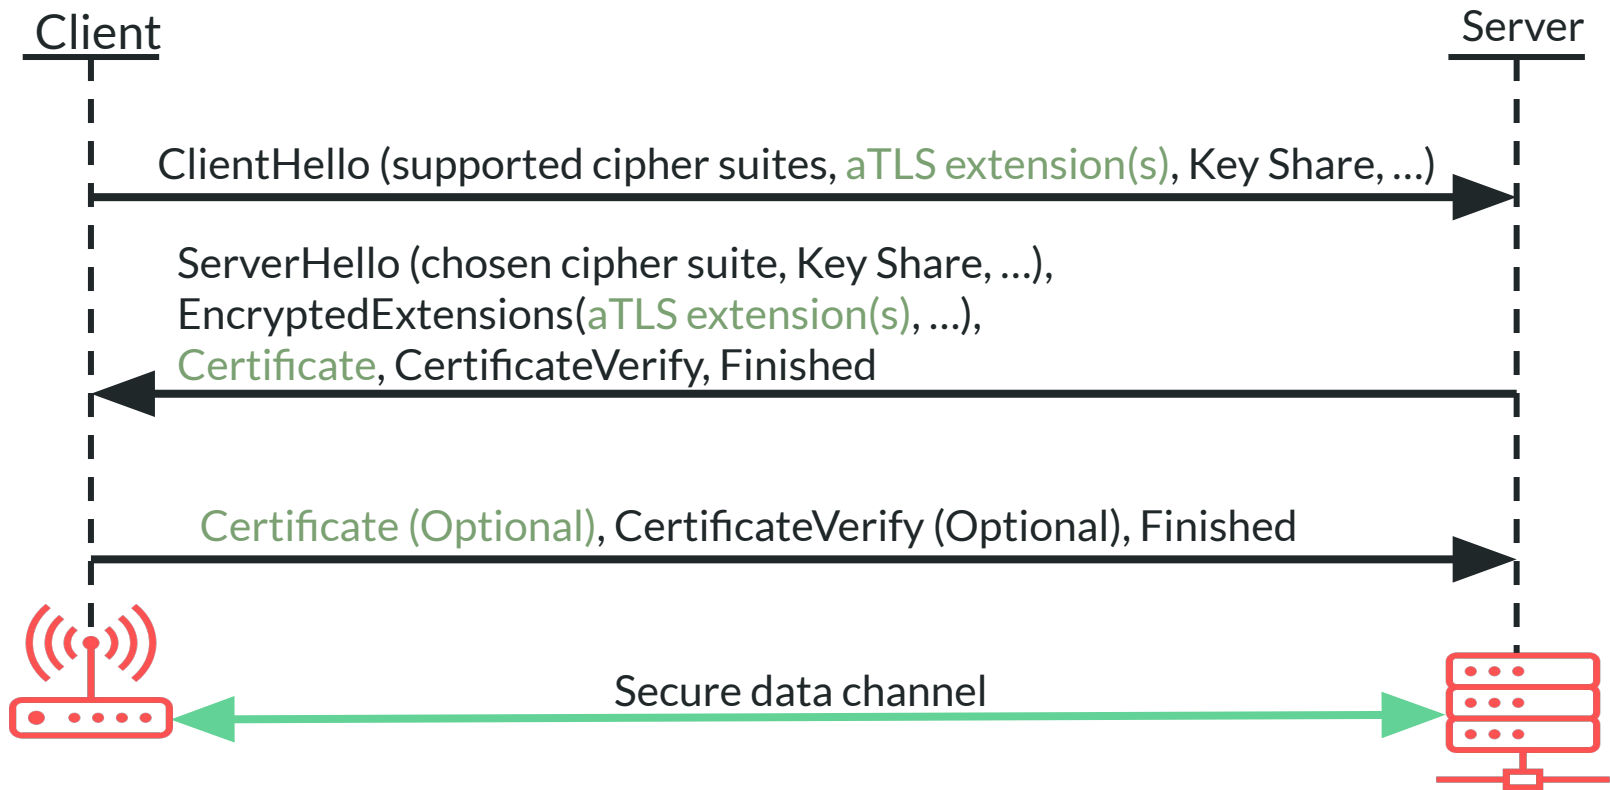 Client
Server
ClientHello (supported cipher suites, aTLS extension(s), Key Share, ...)
ServerHello (chosen cipher suite, Key Share, ...),
EncryptedExtensions(aTLS extension(s), ...),
Certificate, CertificateVerify, Finished
Certificate (Optional), CertificateVerify (Optional), Finished
Secure data channel